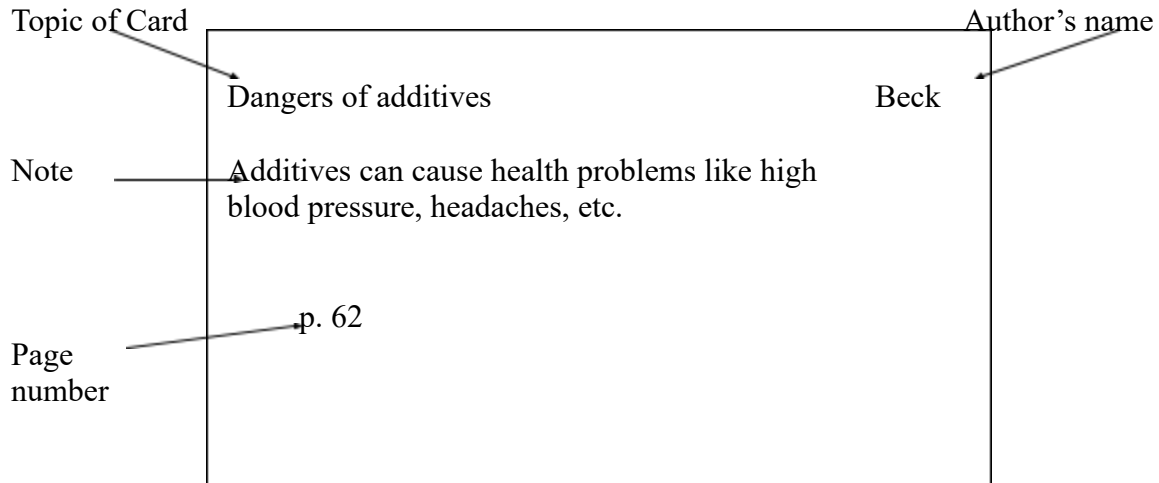 Topic of Card
Author’s name
Dangers of additives
Beck
Note
Additives can cause health problems like high
blood pressure, headaches, etc.
p. 62
Page
number